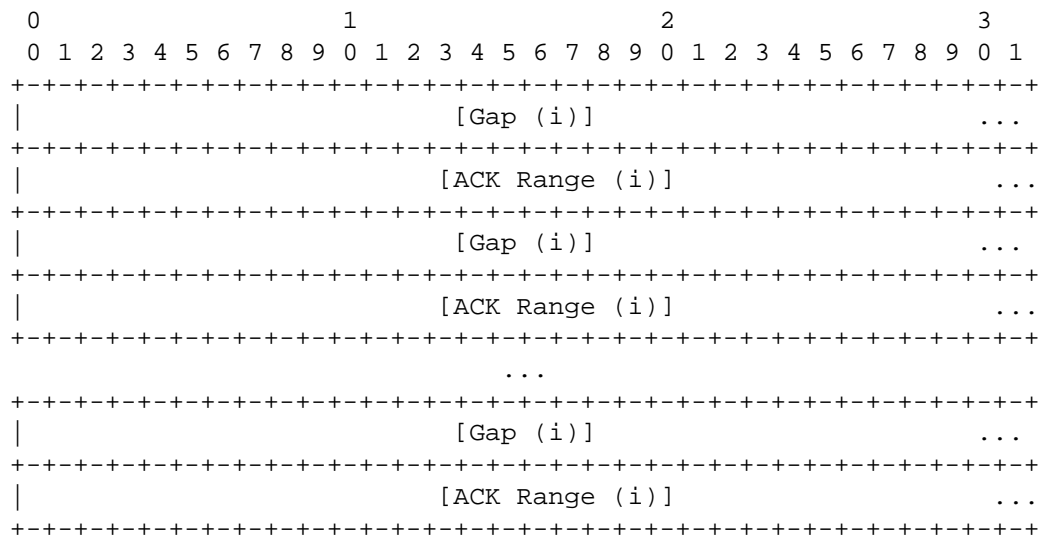 0                   1                   2                   3
 0 1 2 3 4 5 6 7 8 9 0 1 2 3 4 5 6 7 8 9 0 1 2 3 4 5 6 7 8 9 0 1
+-+-+-+-+-+-+-+-+-+-+-+-+-+-+-+-+-+-+-+-+-+-+-+-+-+-+-+-+-+-+-+-+
|                           [Gap (i)]                        ...
+-+-+-+-+-+-+-+-+-+-+-+-+-+-+-+-+-+-+-+-+-+-+-+-+-+-+-+-+-+-+-+-+
|                          [ACK Range (i)]                    ...
+-+-+-+-+-+-+-+-+-+-+-+-+-+-+-+-+-+-+-+-+-+-+-+-+-+-+-+-+-+-+-+-+
|                           [Gap (i)]                        ...
+-+-+-+-+-+-+-+-+-+-+-+-+-+-+-+-+-+-+-+-+-+-+-+-+-+-+-+-+-+-+-+-+
|                          [ACK Range (i)]                    ...
+-+-+-+-+-+-+-+-+-+-+-+-+-+-+-+-+-+-+-+-+-+-+-+-+-+-+-+-+-+-+-+-+
                              ...
+-+-+-+-+-+-+-+-+-+-+-+-+-+-+-+-+-+-+-+-+-+-+-+-+-+-+-+-+-+-+-+-+
|                           [Gap (i)]                        ...
+-+-+-+-+-+-+-+-+-+-+-+-+-+-+-+-+-+-+-+-+-+-+-+-+-+-+-+-+-+-+-+-+
|                          [ACK Range (i)]                    ...
+-+-+-+-+-+-+-+-+-+-+-+-+-+-+-+-+-+-+-+-+-+-+-+-+-+-+-+-+-+-+-+-+